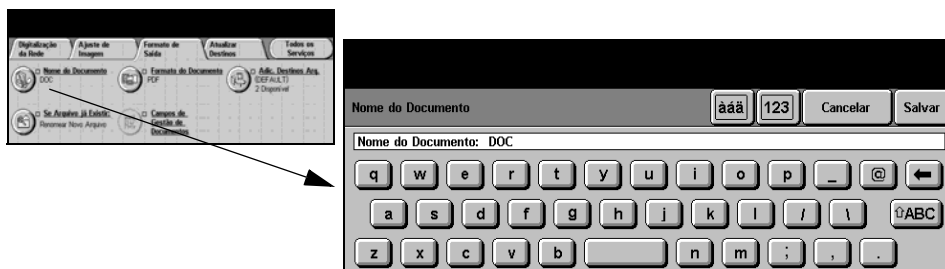 Digitalização da Rede
Ajuste de Imagem
Formato de Saída
Atualizar Destinos
Todos os Serviços
Nome do Documento
DOC
Formato do Documento
PDF
Adic. Destinos Arq.
(DEFAULT)
2 Disponível
Se Arquivo já Existir:
Renomear Novo Arquivo
Campos de Gestão de Documentos
Nome do Documento
àáä
123
Cancelar
Salvar
Nome do Documento: DOC
q w e r t y u i o p _ @ ←
a s d f g h j k l / \ ⇧ABC
z x c v b n m ; , .